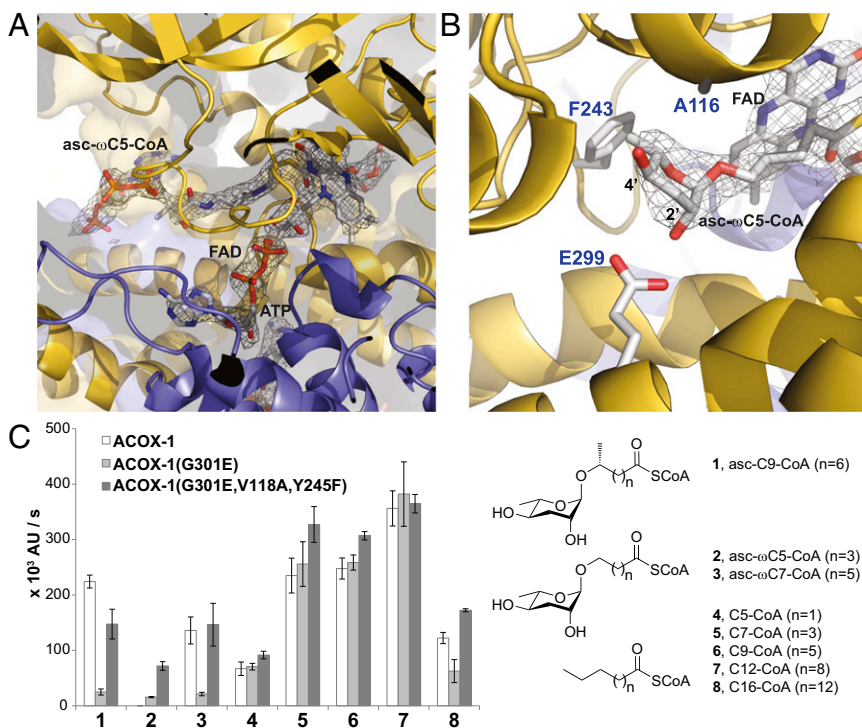 A
asc-ωC5-CoA
FAD
ATP
B
F243
A116
FAD
4'
2'
asc-ωC5-CoA
E299
C
500
400
300
200
100
0
x 10³ AU / s
ACOX-1
ACOX-1(G301E)
ACOX-1(G301E,V118A,Y245F)
1 2 3 4 5 6 7 8
O
O
( )n
SCoA
O
HO
OH
1, asc-C9-CoA (n=6)
O
O
( )n
SCoA
O
HO
OH
2, asc-ωC5-CoA (n=3)
3, asc-ωC7-CoA (n=5)
O
( )n
SCoA
4, C5-CoA (n=1)
5, C7-CoA (n=3)
6, C9-CoA (n=5)
7, C12-CoA (n=8)
8, C16-CoA (n=12)